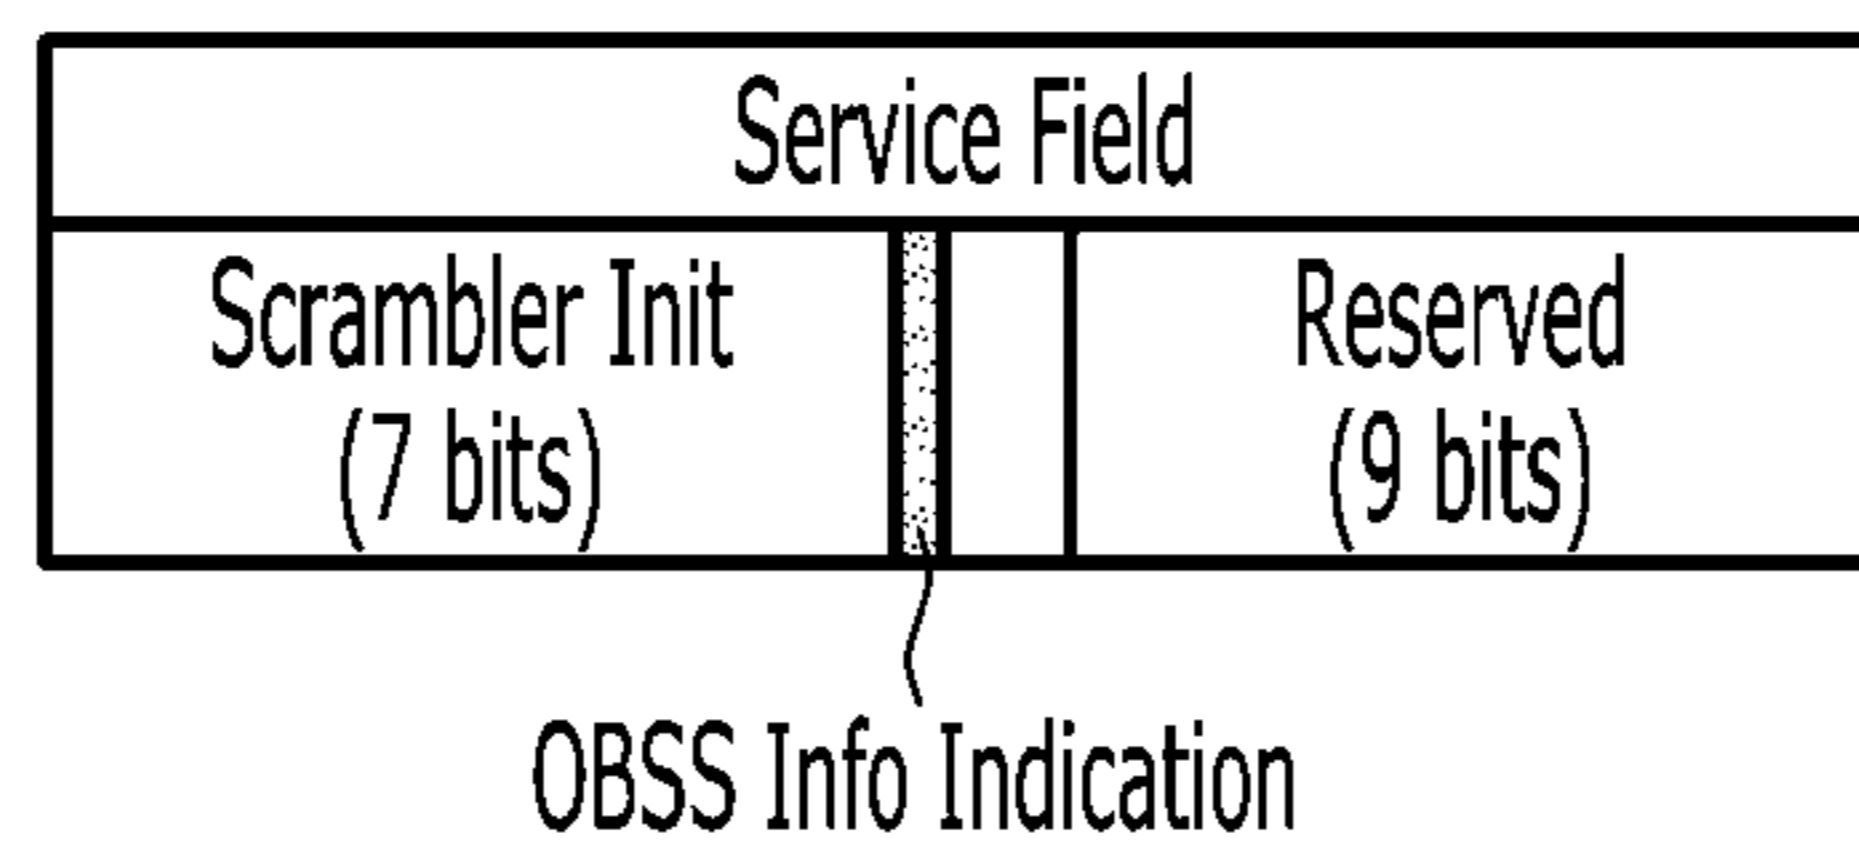 Service Field
Scrambler Init
(7 bits)
Reserved
(9 bits)
OBSS Info Indication